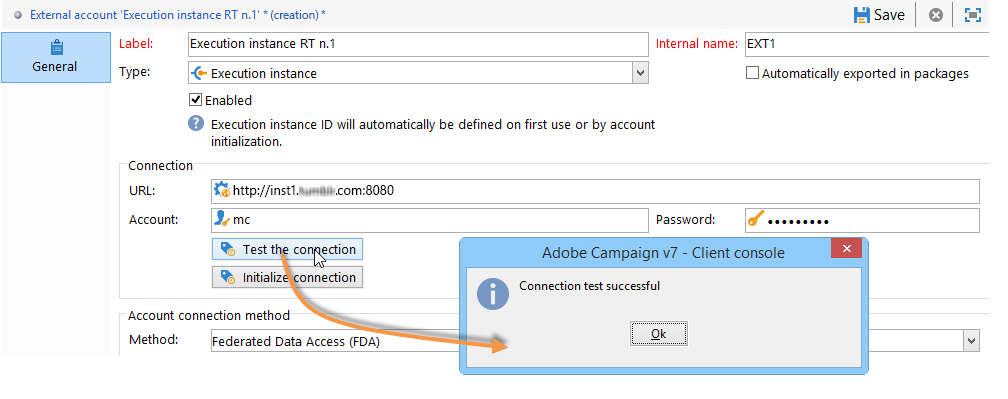 External account 'Execution instance RT n.1' * (creation) *
Save
General
Label: Execution instance RT n.1 Internal name: EXT1
Type: Execution instance Automatically exported in packages
Enabled
Execution instance ID will automatically be defined on first use or by account
initialization.
Connection
URL: http://inst1. .com:8080
Account: mc Password: •••••••••
Test the connection
Initialize connection
Adobe Campaign v7 - Client console
Connection test successful
Ok
Account connection method
Method: Federated Data Access (FDA)